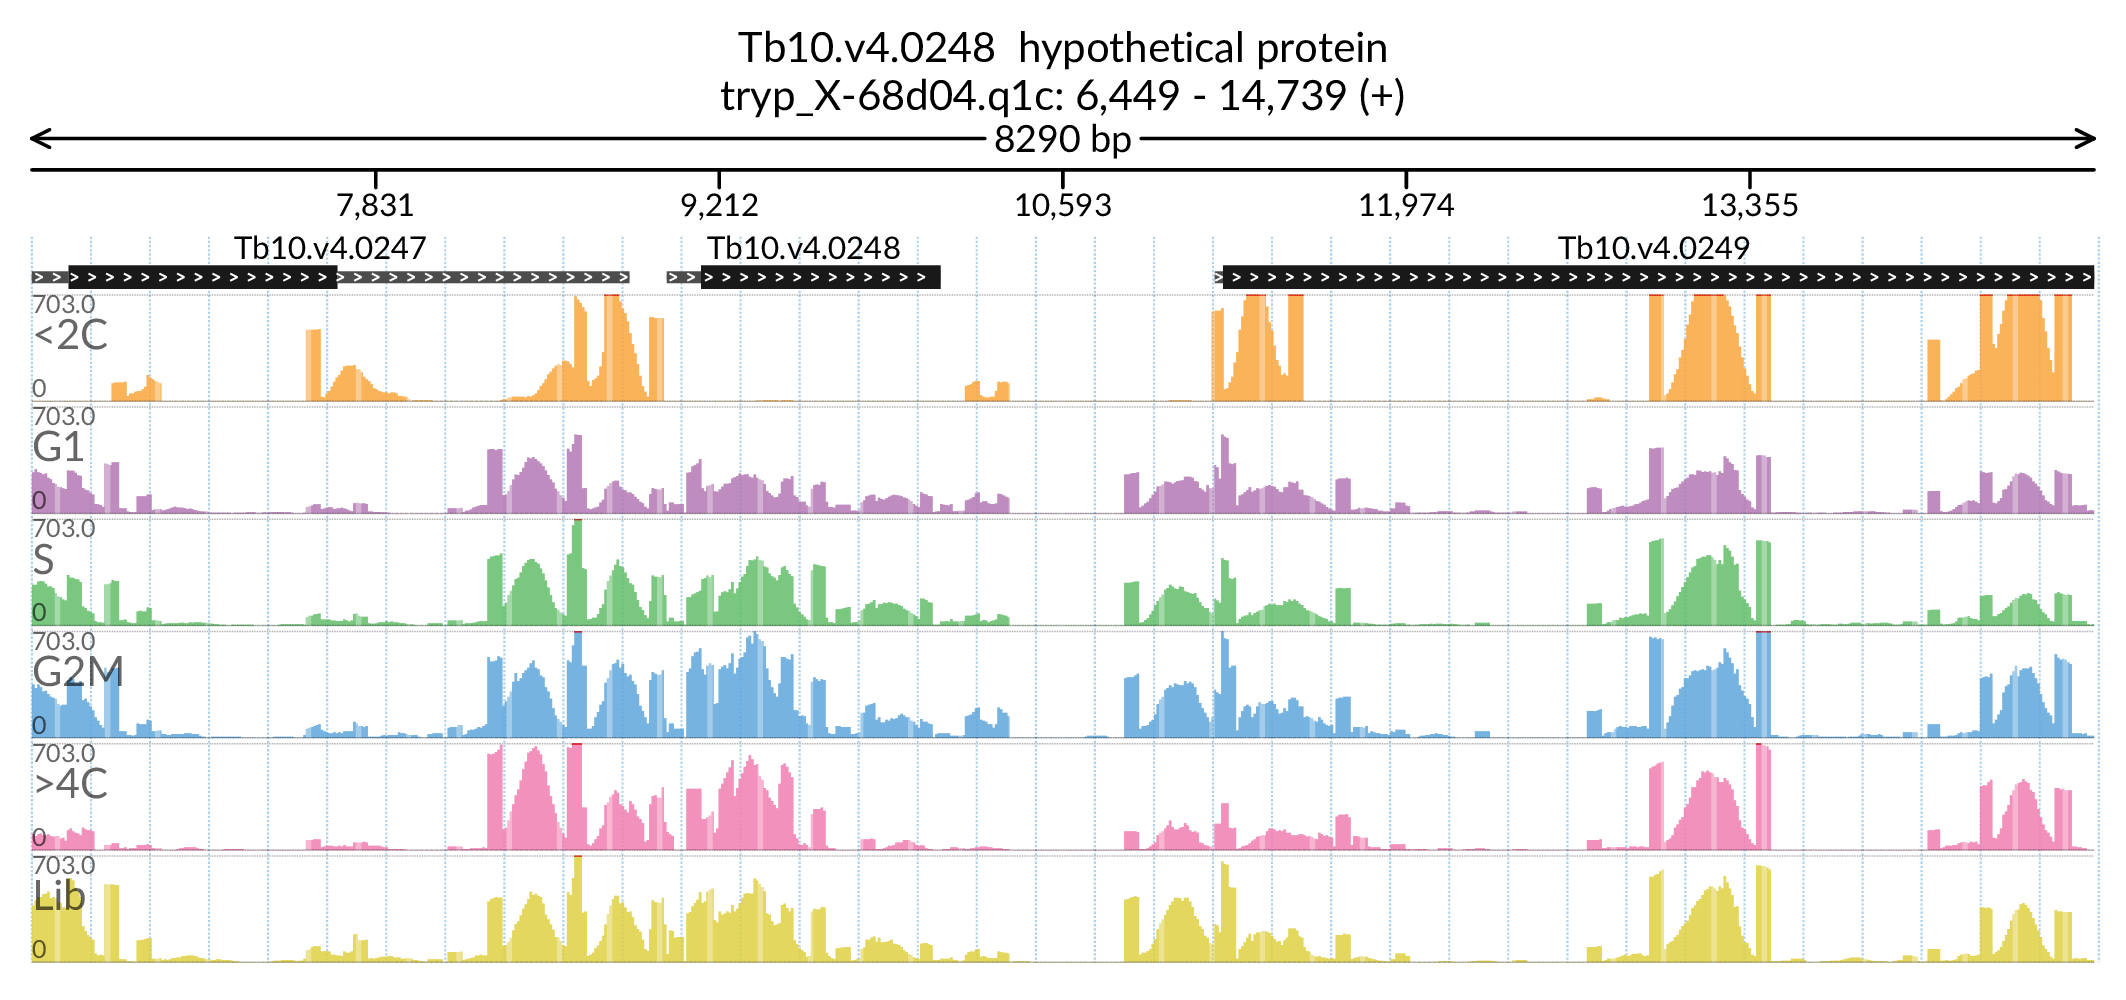 Tb10.v4.0248 hypothetical protein
tryp_X-68d04.q1c: 6,449 - 14,739 (+)
8290 bp
7,831 9,212 10,593 11,974 13,355
Tb10.v4.0247 Tb10.v4.0248 Tb10.v4.0249
703.0
<2C
0
703.0
G1
0
703.0
S
0
703.0
G2M
0
703.0
>4C
0
703.0
Lib
0